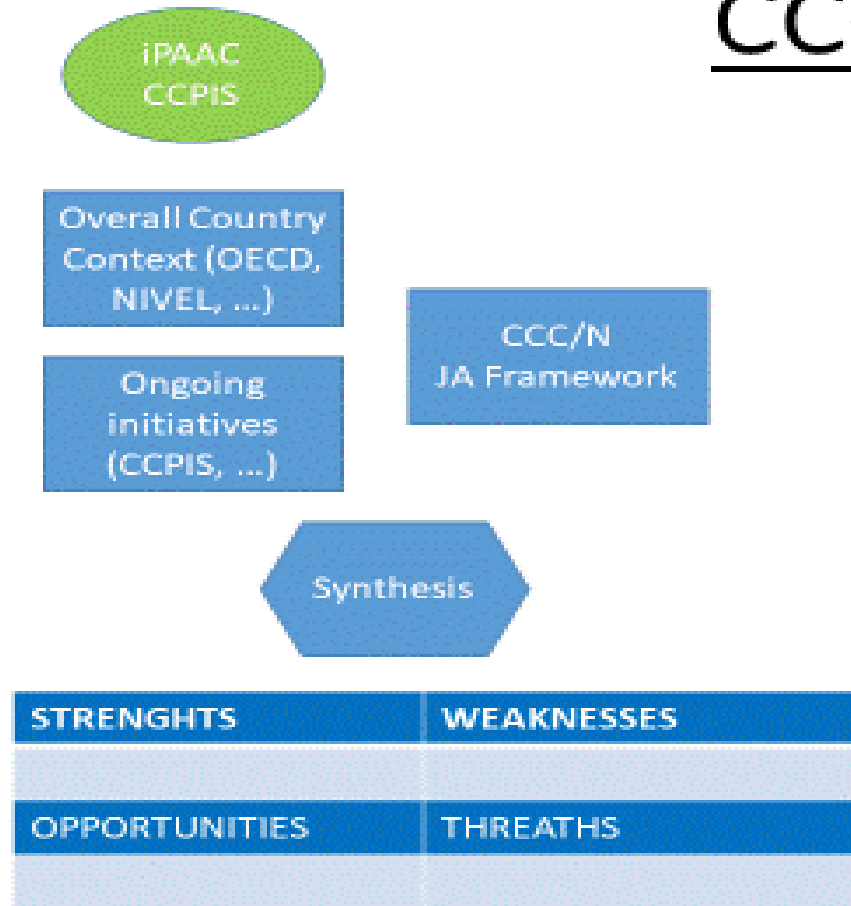 CC
iPAAC
CCPIS
Overall Country
Context (OECD,
NIVEL, ...)
CCC/N
JA Framework
Ongoing
initiatives
(CCPIS, ...)
Synthesis
STRENGHTS WEAKNESSES
OPPORTUNITIES THREATHS